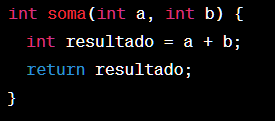 int soma(int a, int b) {
  int resultado = a + b;
  return resultado;
}